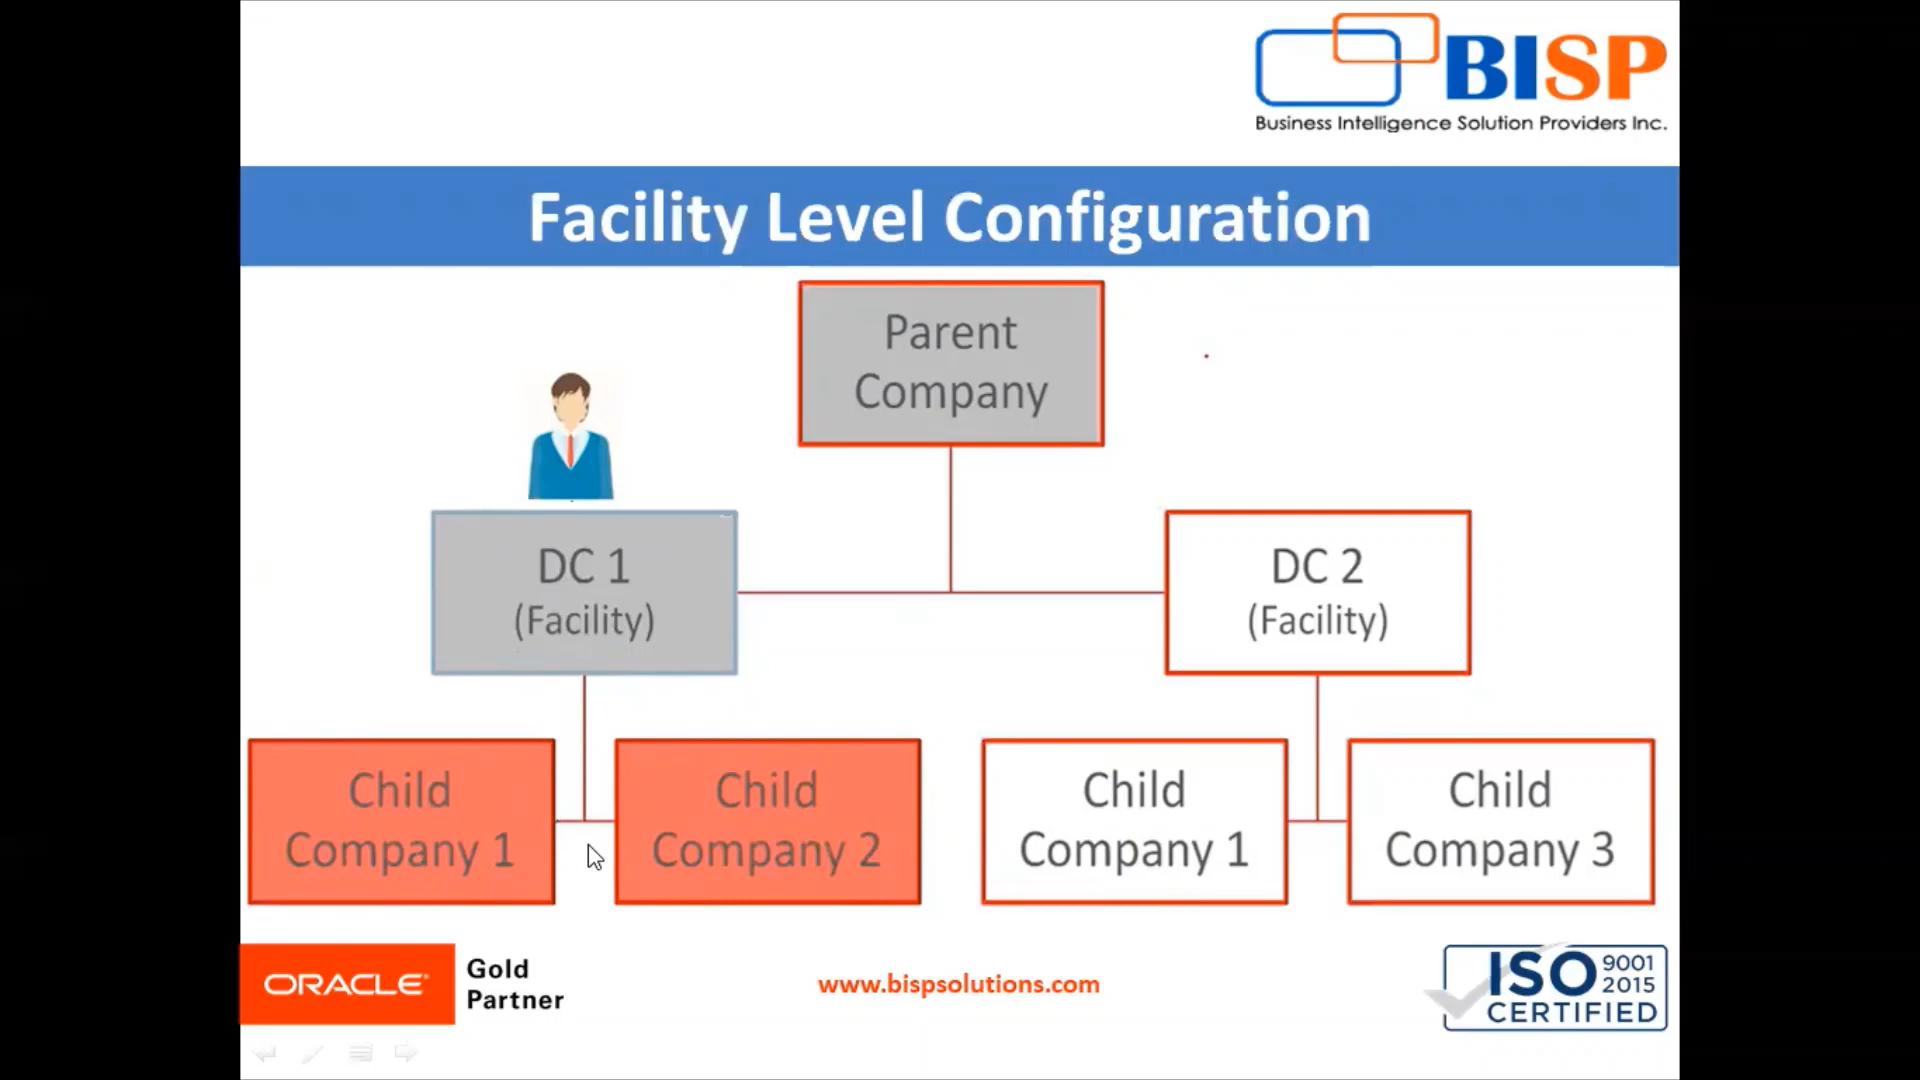 BISP
Business Intelligence Solution Providers Inc.
Facility Level Configuration
Parent
Company
DC 1
(Facility)
DC 2
(Facility)
Child
Company 1
Child
Company 2
Child
Company 1
Child
Company 3
ORACLE
Gold
Partner
www.bispsolutions.com
ISO 9001
2015
CERTIFIED